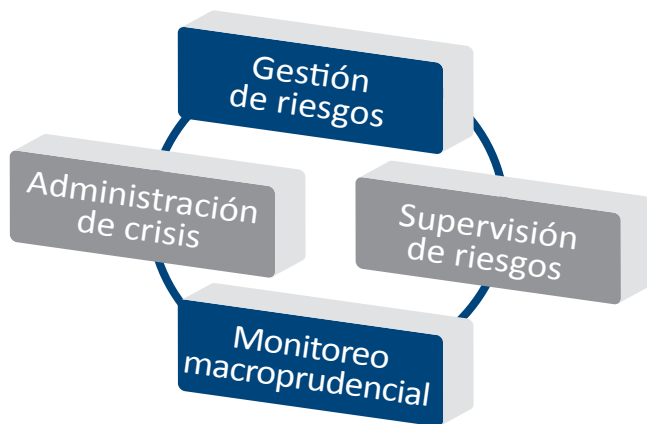 Gestión
de riesgos
Administración
de crisis
Supervisión
de riesgos
Monitoreo
macroprudencial